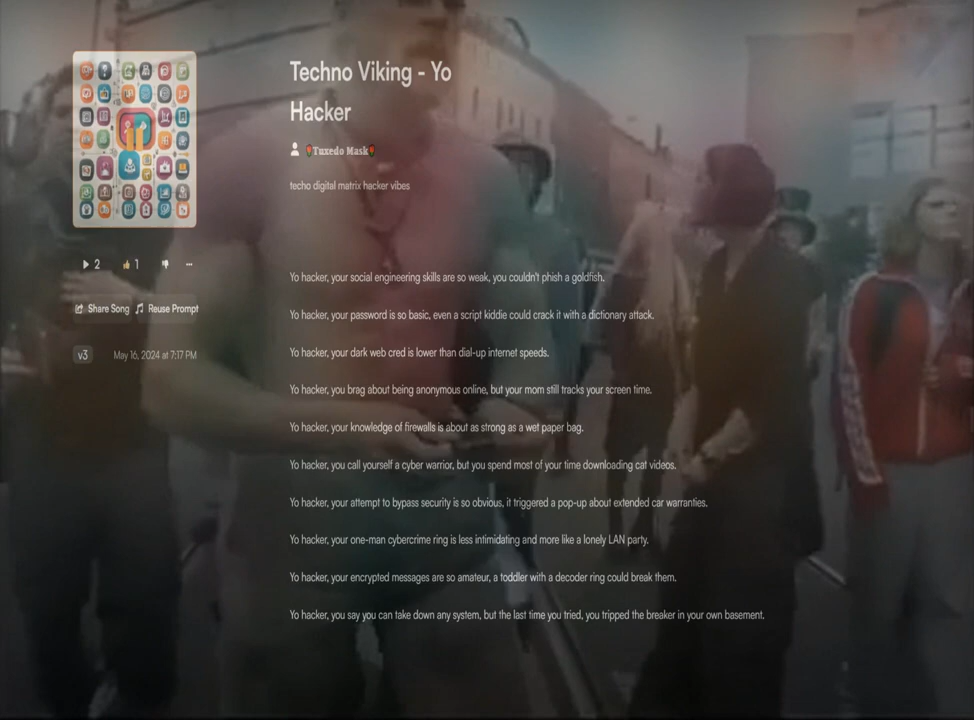 Techno Viking - Yo
Hacker
🌹Tuxedo Mask🌹
techo digital matrix hacker vibes
2
1
Share Song
Reuse Prompt
v3
May 16, 2024 at 7:17 PM
Yo hacker, your social engineering skills are so weak, you couldn't phish a goldfish.
Yo hacker, your password is so basic, even a script kiddie could crack it with a dictionary attack.
Yo hacker, your dark web cred is lower than dial-up internet speeds.
Yo hacker, you brag about being anonymous online, but your mom still tracks your screen time.
Yo hacker, your knowledge of firewalls is about as strong as a wet paper bag.
Yo hacker, you call yourself a cyber warrior, but you spend most of your time downloading cat videos.
Yo hacker, your attempt to bypass security is so obvious, it triggered a pop-up about extended car warranties.
Yo hacker, your one-man cybercrime ring is less intimidating and more like a lonely LAN party.
Yo hacker, your encrypted messages are so amateur, a toddler with a decoder ring could break them.
Yo hacker, you say you can take down any system, but the last time you tried, you tripped the breaker in your own basement.